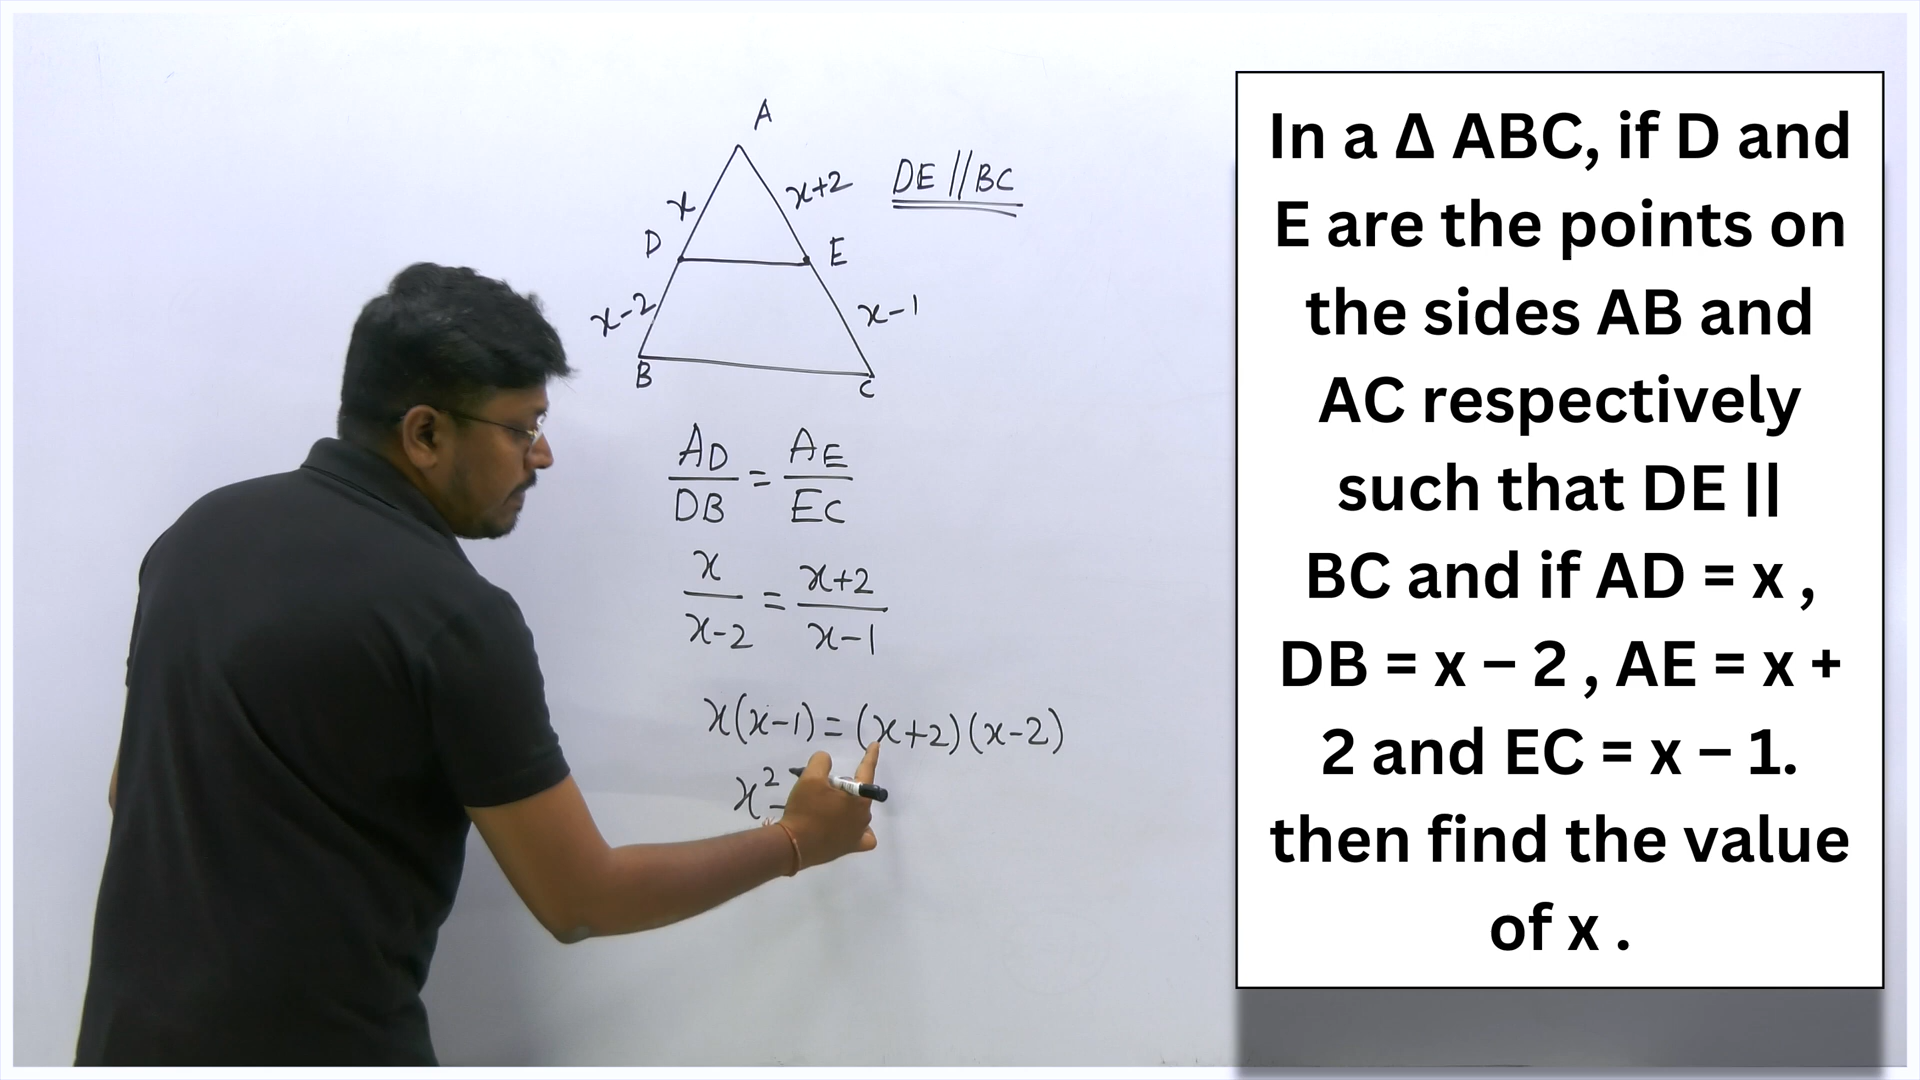 A
x
x+2
DE || BC
D
E
x-2
x-1
B
C
AD/DB = AE/EC
x/x-2 = x+2/x-1
x(x-1) = (x+2)(x-2)
x² -
In a Δ ABC, if D and
E are the points on
the sides AB and
AC respectively
such that DE ||
BC and if AD = x ,
DB = x – 2 , AE = x +
2 and EC = x – 1.
then find the value
of x .